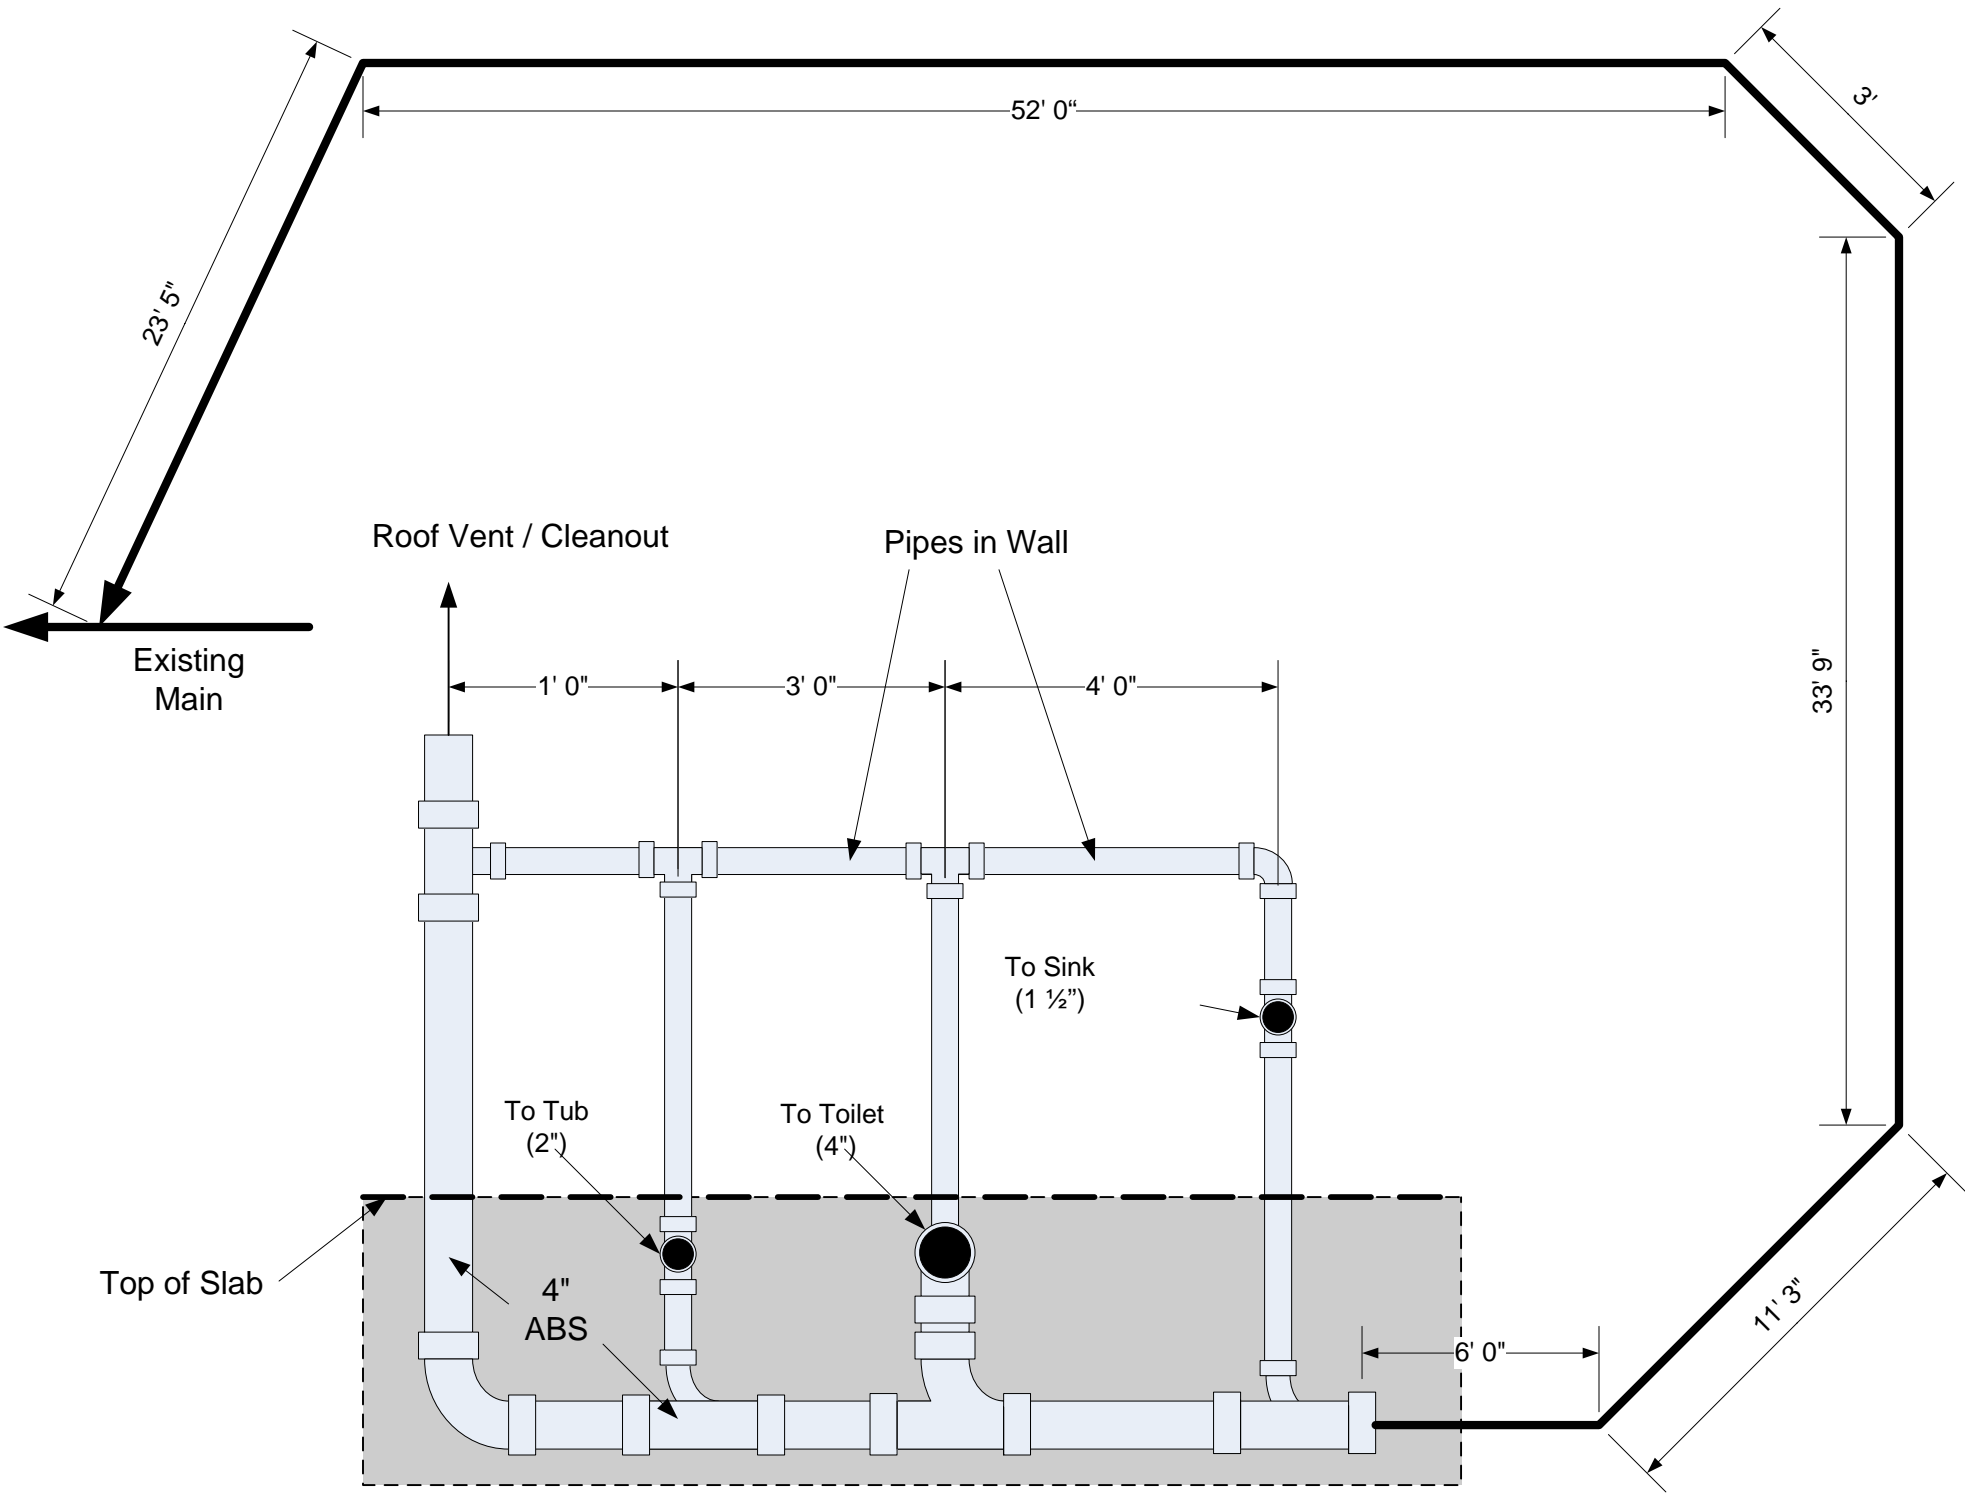 52' 0“
3'
23' 5"
Roof Vent / Cleanout
Pipes in Wall
Existing
Main
1' 0"
3' 0"
4' 0"
33' 9"
To Sink
(1 ½”)
To Tub
(2")
To Toilet
(4")
Top of Slab
4"
ABS
6' 0"
11' 3"